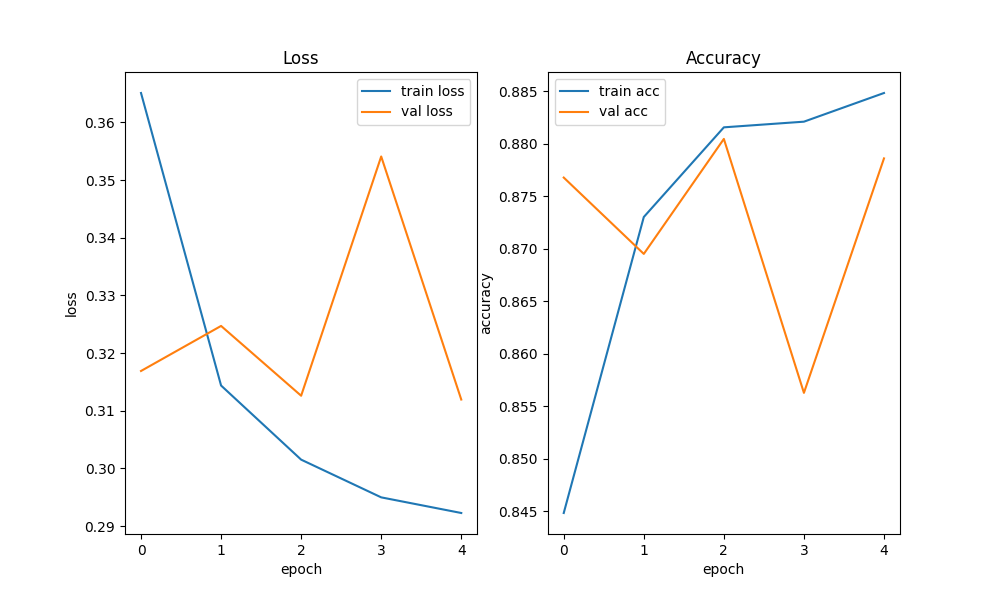 Loss
train loss
val loss
0.36
0.35
0.34
0.33
0.32
0.31
0.30
0.29
loss
0 1 2 3 4
epoch
Accuracy
train acc
val acc
0.885
0.880
0.875
0.870
0.865
0.860
0.855
0.850
0.845
accuracy
0 1 2 3 4
epoch